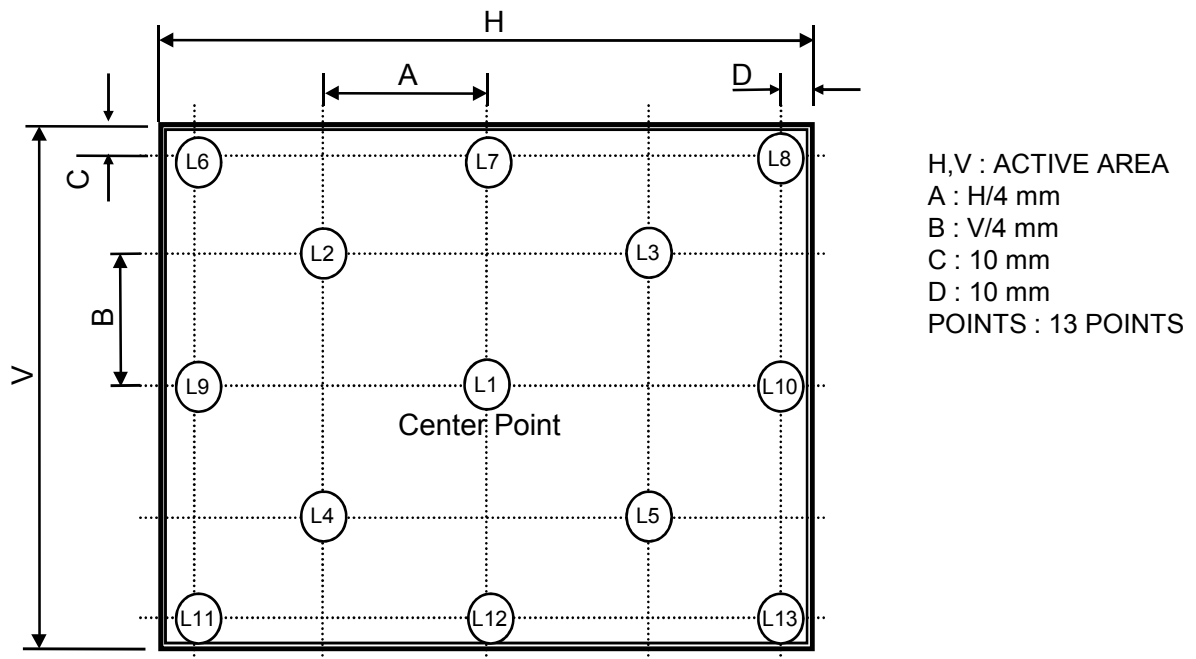 H
A
D
L6
L7
L8
C
L2
L3
H,V : ACTIVE AREA
A : H/4 mm
B : V/4 mm
C : 10 mm
D : 10 mm
POINTS : 13 POINTS
B
V
L9
L1
L10
Center Point
L4
L5
L11
L12
L13